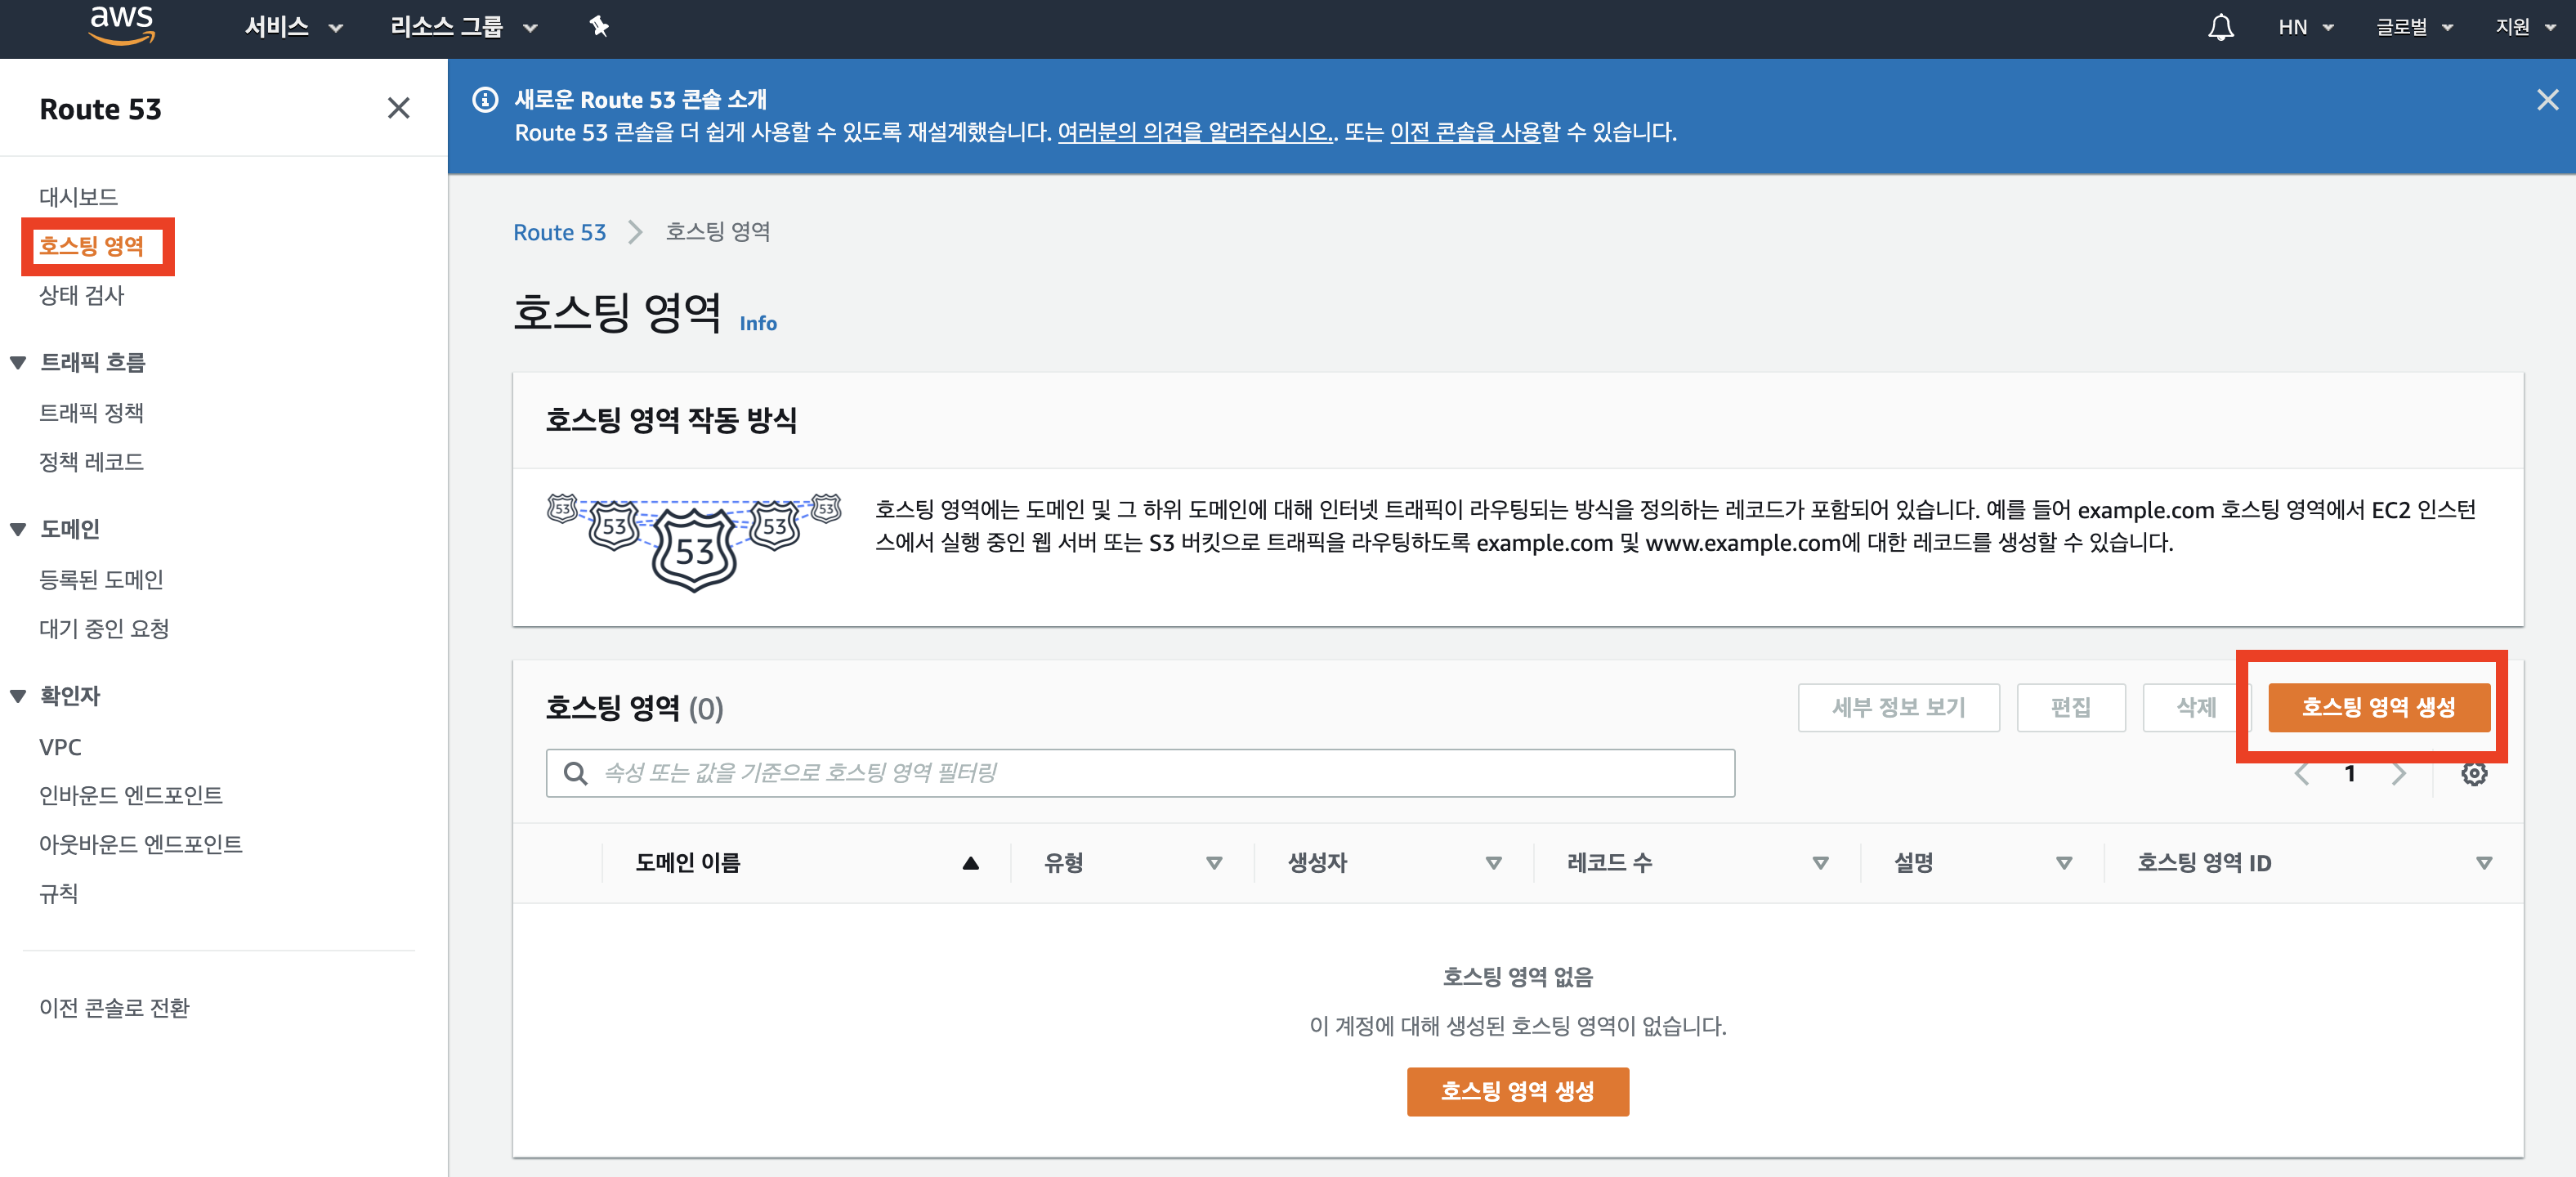 aws
서비스
리소스 그룹
HN
글로벌
지원
Route 53
대시보드
호스팅 영역
상태 검사
트래픽 흐름
트래픽 정책
정책 레코드
도메인
등록된 도메인
대기 중인 요청
확인자
VPC
인바운드 엔드포인트
아웃바운드 엔드포인트
규칙
이전 콘솔로 전환
새로운 Route 53 콘솔 소개
Route 53 콘솔을 더 쉽게 사용할 수 있도록 재설계했습니다. 여러분의 의견을 알려주십시오.. 또는 이전 콘솔을 사용할 수 있습니다.
Route 53 호스팅 영역
호스팅 영역 Info
호스팅 영역 작동 방식
53 53 53 53 53
호스팅 영역에는 도메인 및 그 하위 도메인에 대해 인터넷 트래픽이 라우팅되는 방식을 정의하는 레코드가 포함되어 있습니다. 예를 들어 example.com 호스팅 영역에서 EC2 인스턴
스에서 실행 중인 웹 서버 또는 S3 버킷으로 트래픽을 라우팅하도록 example.com 및 www.example.com에 대한 레코드를 생성할 수 있습니다.
호스팅 영역 (0)
세부 정보 보기
편집
삭제
호스팅 영역 생성
속성 또는 값을 기준으로 호스팅 영역 필터링
1
도메인 이름
유형
생성자
레코드 수
설명
호스팅 영역 ID
호스팅 영역 없음
이 계정에 대해 생성된 호스팅 영역이 없습니다.
호스팅 영역 생성